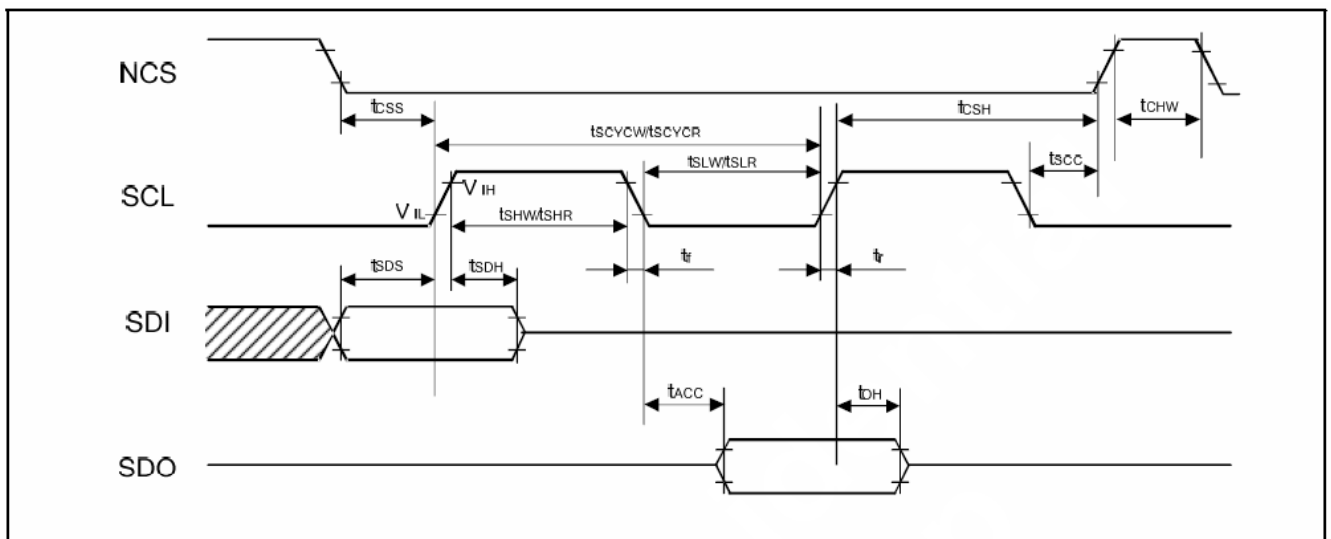 NCS
tCSS
tSCYCW/tSCYCR
tCSH
tCHW
tSLW/tSLR
tSCC
SCL
VIH
VIL
tSHW/tSHR
tSDS
tSDH
tf
tr
SDI
tACC
tOH
SDO